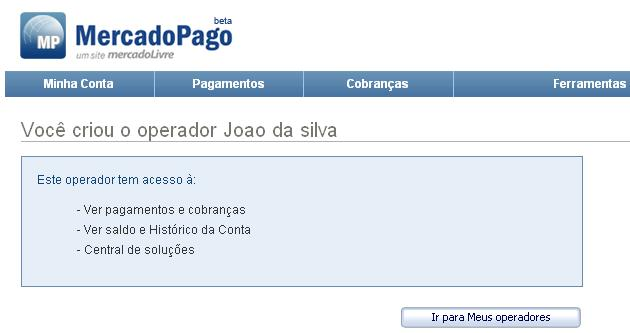 beta
MP MercadoPago
um site mercadoLivre
Minha Conta Pagamentos Cobranças Ferramentas
Você criou o operador Joao da silva
Este operador tem acesso à:
- Ver pagamentos e cobranças
- Ver saldo e Histórico da Conta
- Central de soluções
Ir para Meus operadores